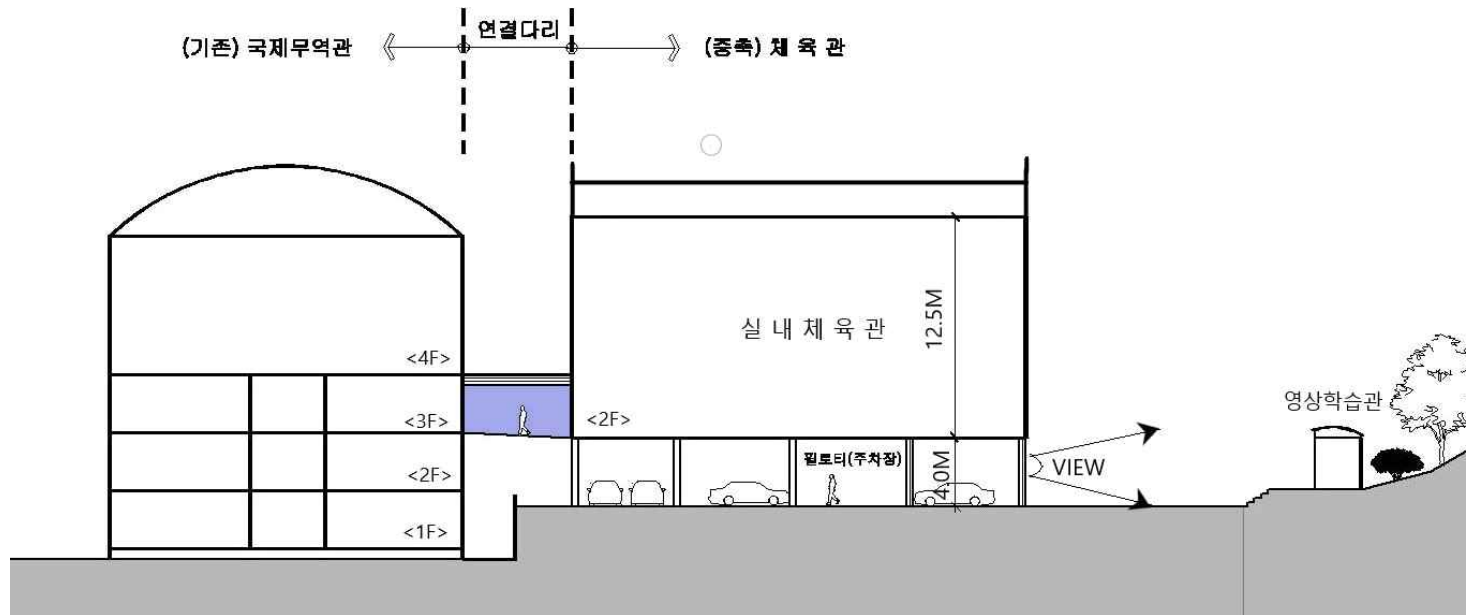 연결다리
(기존) 국제무역관
(증축) 체 육 관
12.5M
실 내 체 육 관
<4F>
영상학습관
<3F>
<2F>
필로티(주차장)
VIEW
<2F>
4.0M
<1F>